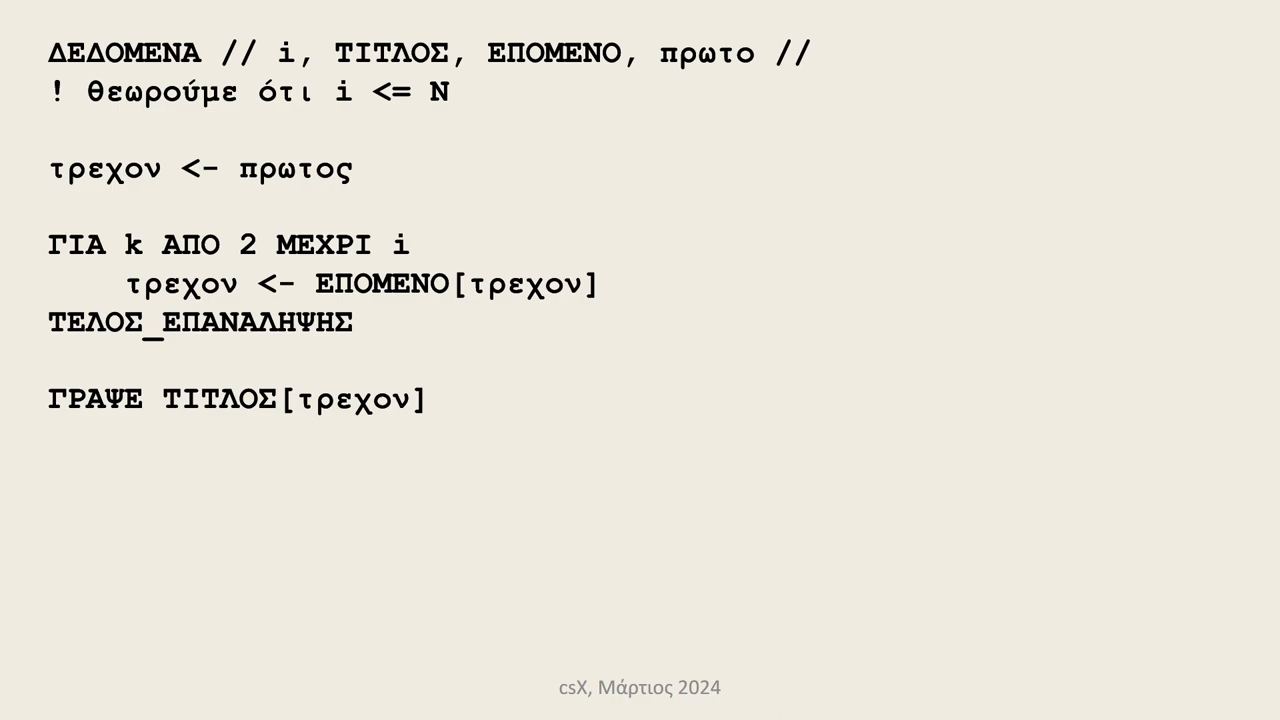 ΔΕΔΟΜΕΝΑ // i, ΤΙΤΛΟΣ, ΕΠΟΜΕΝΟ, πρωτο //
! θεωρούμε ότι i <= N
τρεχον <- πρωτος
ΓΙΑ k ΑΠΟ 2 ΜΕΧΡΙ i
τρεχον <- ΕΠΟΜΕΝΟ[τρεχον]
ΤΕΛΟΣ_ΕΠΑΝΑΛΗΨΗΣ
ΓΡΑΨΕ ΤΙΤΛΟΣ[τρεχον]
csX, Μάρτιος 2024